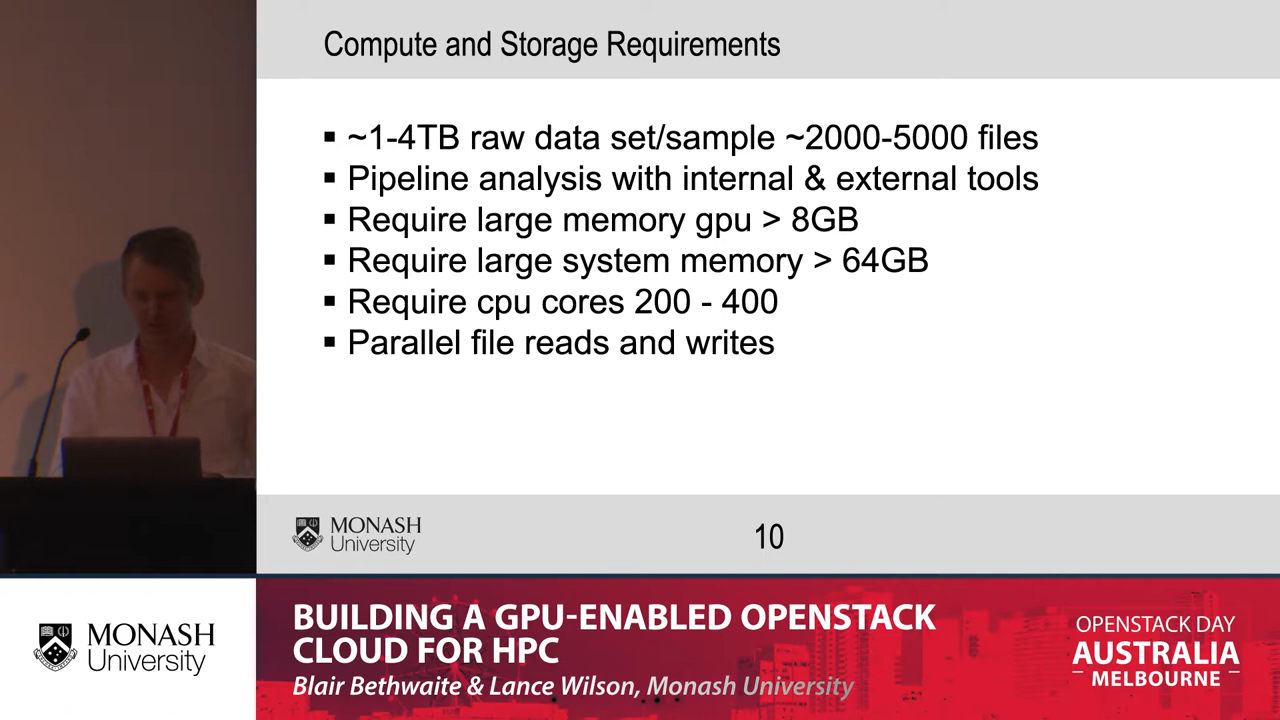 Compute and Storage Requirements
▪ ~1-4TB raw data set/sample ~2000-5000 files
▪ Pipeline analysis with internal & external tools
▪ Require large memory gpu > 8GB
▪ Require large system memory > 64GB
▪ Require cpu cores 200 - 400
▪ Parallel file reads and writes
MONASH
University
10
MONASH
University
BUILDING A GPU-ENABLED OPENSTACK
CLOUD FOR HPC
Blair Bethwaite & Lance Wilson, Monash University
OPENSTACK DAY
AUSTRALIA
MELBOURNE